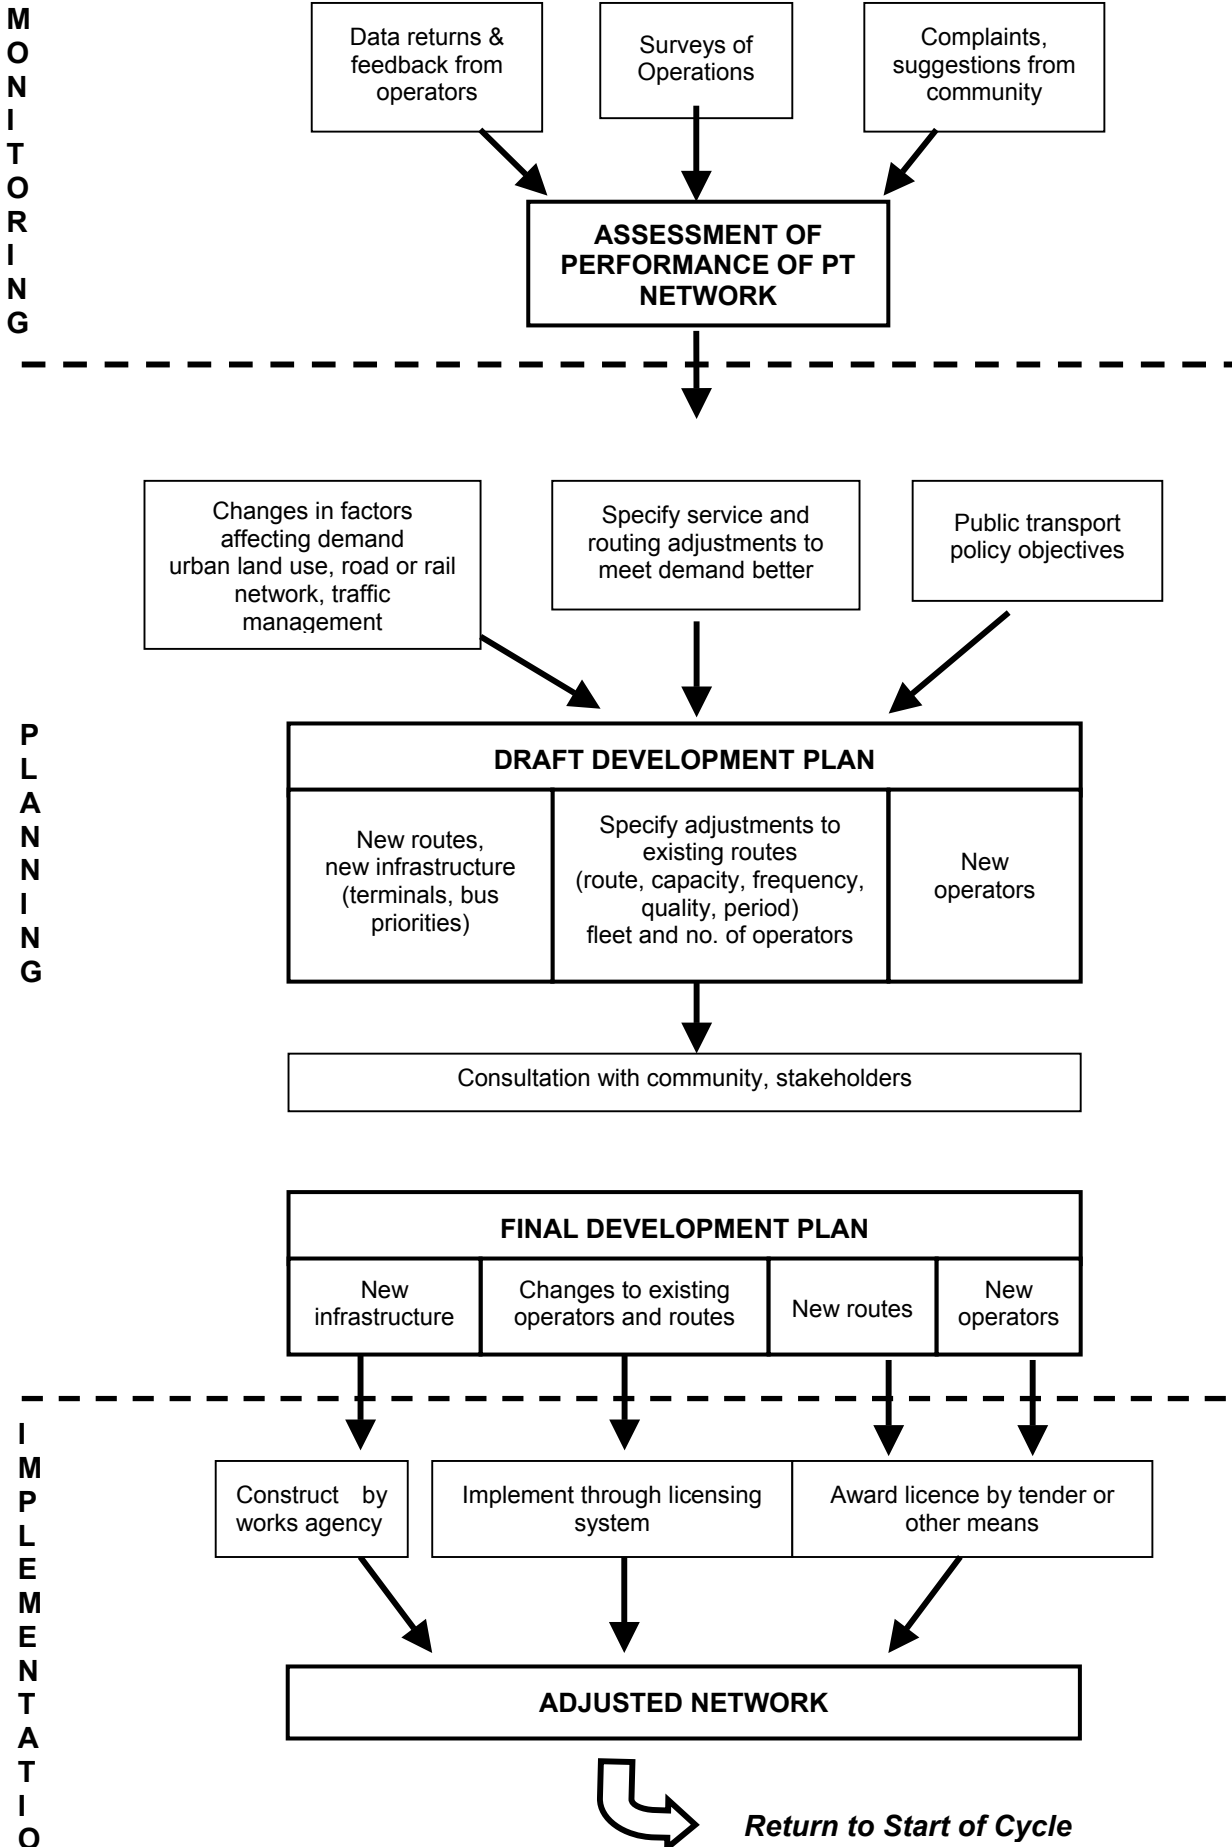 MONITORING
Data returns &
feedback from
operators
Surveys of
Operations
Complaints,
suggestions from
community
ASSESSMENT OF
PERFORMANCE OF PT
NETWORK
Changes in factors
affecting demand
urban land use, road or rail
network, traffic
management
Specify service and
routing adjustments to
meet demand better
Public transport
policy objectives
PLANNING
DRAFT DEVELOPMENT PLAN
New routes,
new infrastructure
(terminals, bus
priorities)
Specify adjustments to
existing routes
(route, capacity, frequency,
quality, period)
fleet and no. of operators
New
operators
Consultation with community, stakeholders
FINAL DEVELOPMENT PLAN
New
infrastructure
Changes to existing
operators and routes
New routes
New
operators
IMPLEMENTATIO
Construct by
works agency
Implement through licensing
system
Award licence by tender or
other means
ADJUSTED NETWORK
Return to Start of Cycle